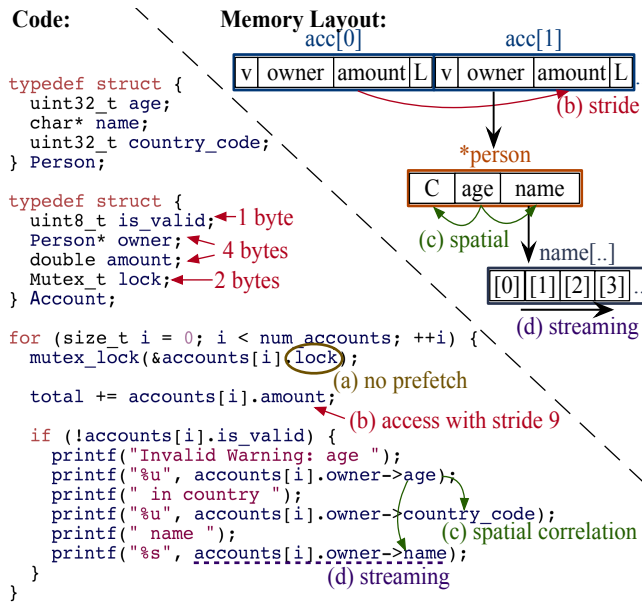 Code:
Memory Layout:
acc[0] acc[1]
v owner amount L v owner amount L ..
(b) stride
typedef struct {
uint32_t age;
char* name;
uint32_t country_code;
} Person;
*person
C age name
(c) spatial
name[..]
[0] [1] [2] [3] ..
(d) streaming
typedef struct {
uint8_t is_valid; 1 byte
Person* owner;
double amount; 4 bytes
Mutex_t lock; 2 bytes
} Account;
for (size_t i = 0; i < num_accounts; ++i) {
mutex_lock(&accounts[i].lock);
(a) no prefetch
total += accounts[i].amount;
(b) access with stride 9
if (!accounts[i].is_valid) {
printf("Invalid Warning: age ");
printf("%u", accounts[i].owner->age);
printf(" in country ");
printf("%u", accounts[i].owner->country_code);
printf(" name ");
(c) spatial correlation
printf("%s", accounts[i].owner->name);
(d) streaming
}
}